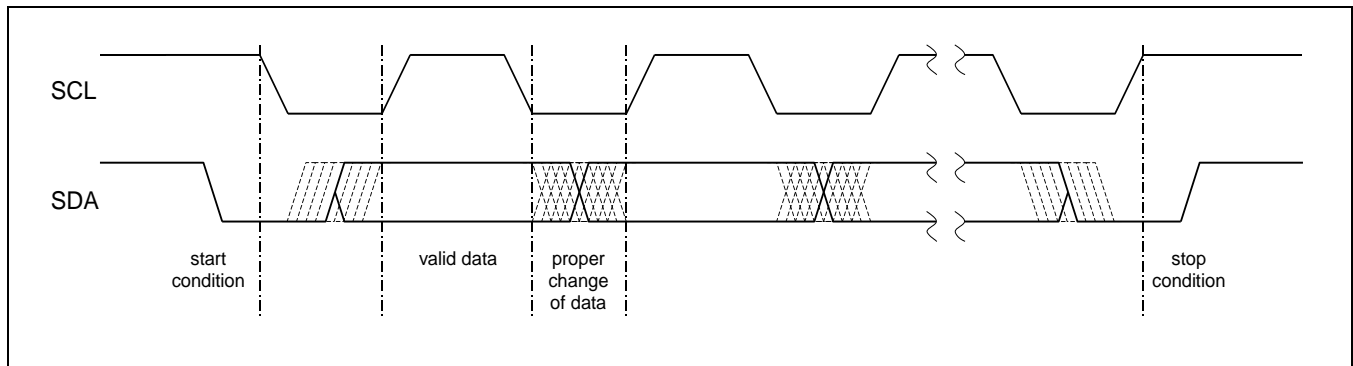 SCL
SDA
start
condition
valid data
proper
change
of data
stop
condition